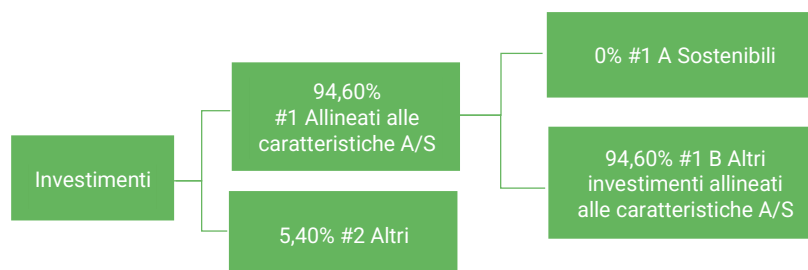 Investimenti
94,60%
#1 Allineati alle
caratteristiche A/S
5,40% #2 Altri
0% #1 A Sostenibili
94,60% #1 B Altri
investimenti allineati
alle caratteristiche A/S